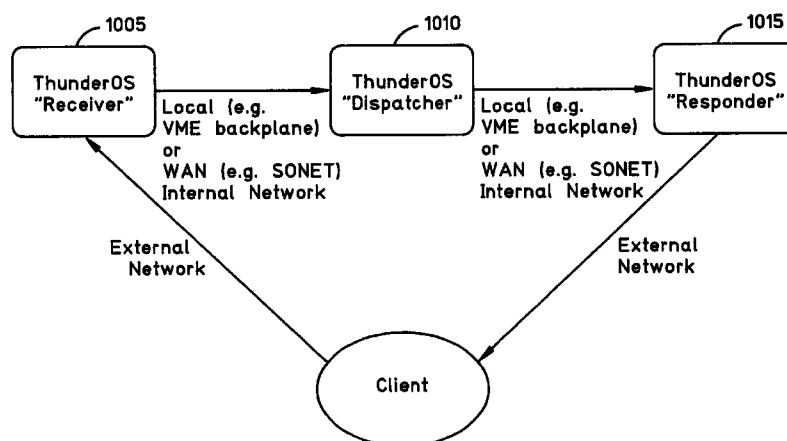 1005
1010
1015
ThunderOS
"Receiver"
ThunderOS
"Dispatcher"
ThunderOS
"Responder"
Local (e.g.
VME backplane)
or
WAN (e.g. SONET)
Internal Network
Local (e.g.
VME backplane)
or
WAN (e.g. SONET)
Internal Network
External
Network
External
Network
Client